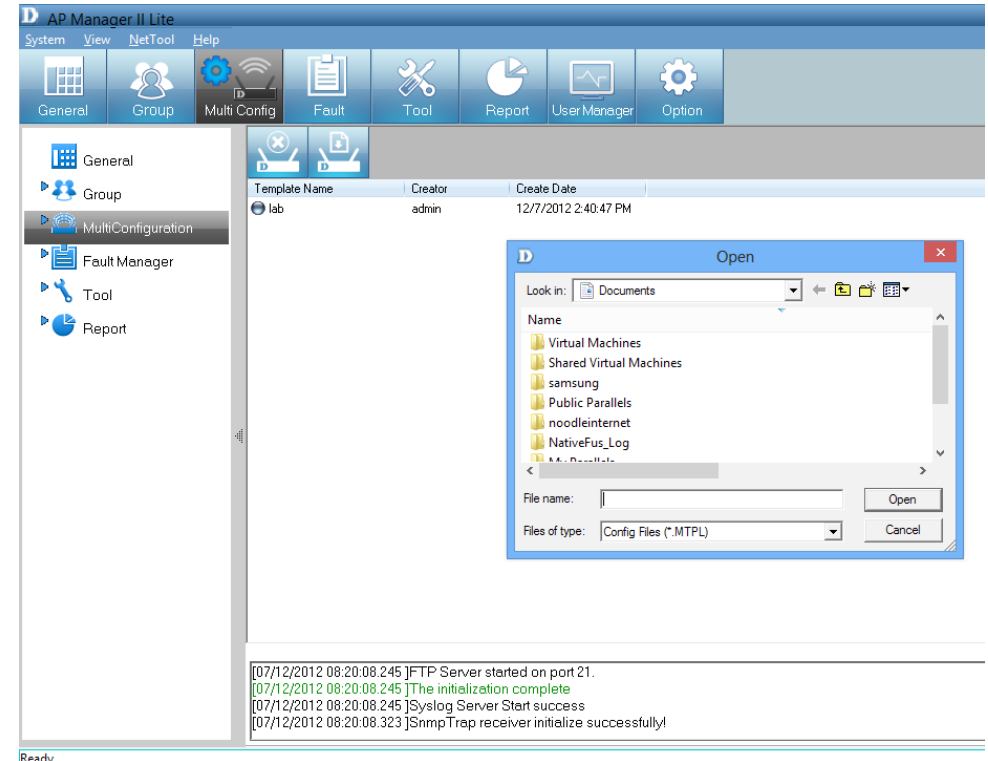 D AP Manager II Lite
System View NetTool Help
General Group Multi Config Fault Tool Report User Manager Option
General
Group
MultiConfiguration
Fault Manager
Tool
Report
Template Name Creator Create Date
lab admin 12/7/2012 2:40:47 PM
D Open
Look in: Documents
Name
Virtual Machines
Shared Virtual Machines
samsung
Public Parallels
noodleinternet
NativeFus_Log
My Parallels
File name: Open
Files of type: Config Files (*.MTPL) Cancel
[07/12/2012 08:20:08.245 ]FTP Server started on port 21.
[07/12/2012 08:20:08.245 ]The initialization complete
[07/12/2012 08:20:08.245 ]Syslog Server Start success
[07/12/2012 08:20:08.323 ]SnmpTrap receiver initialize successfully!
Ready